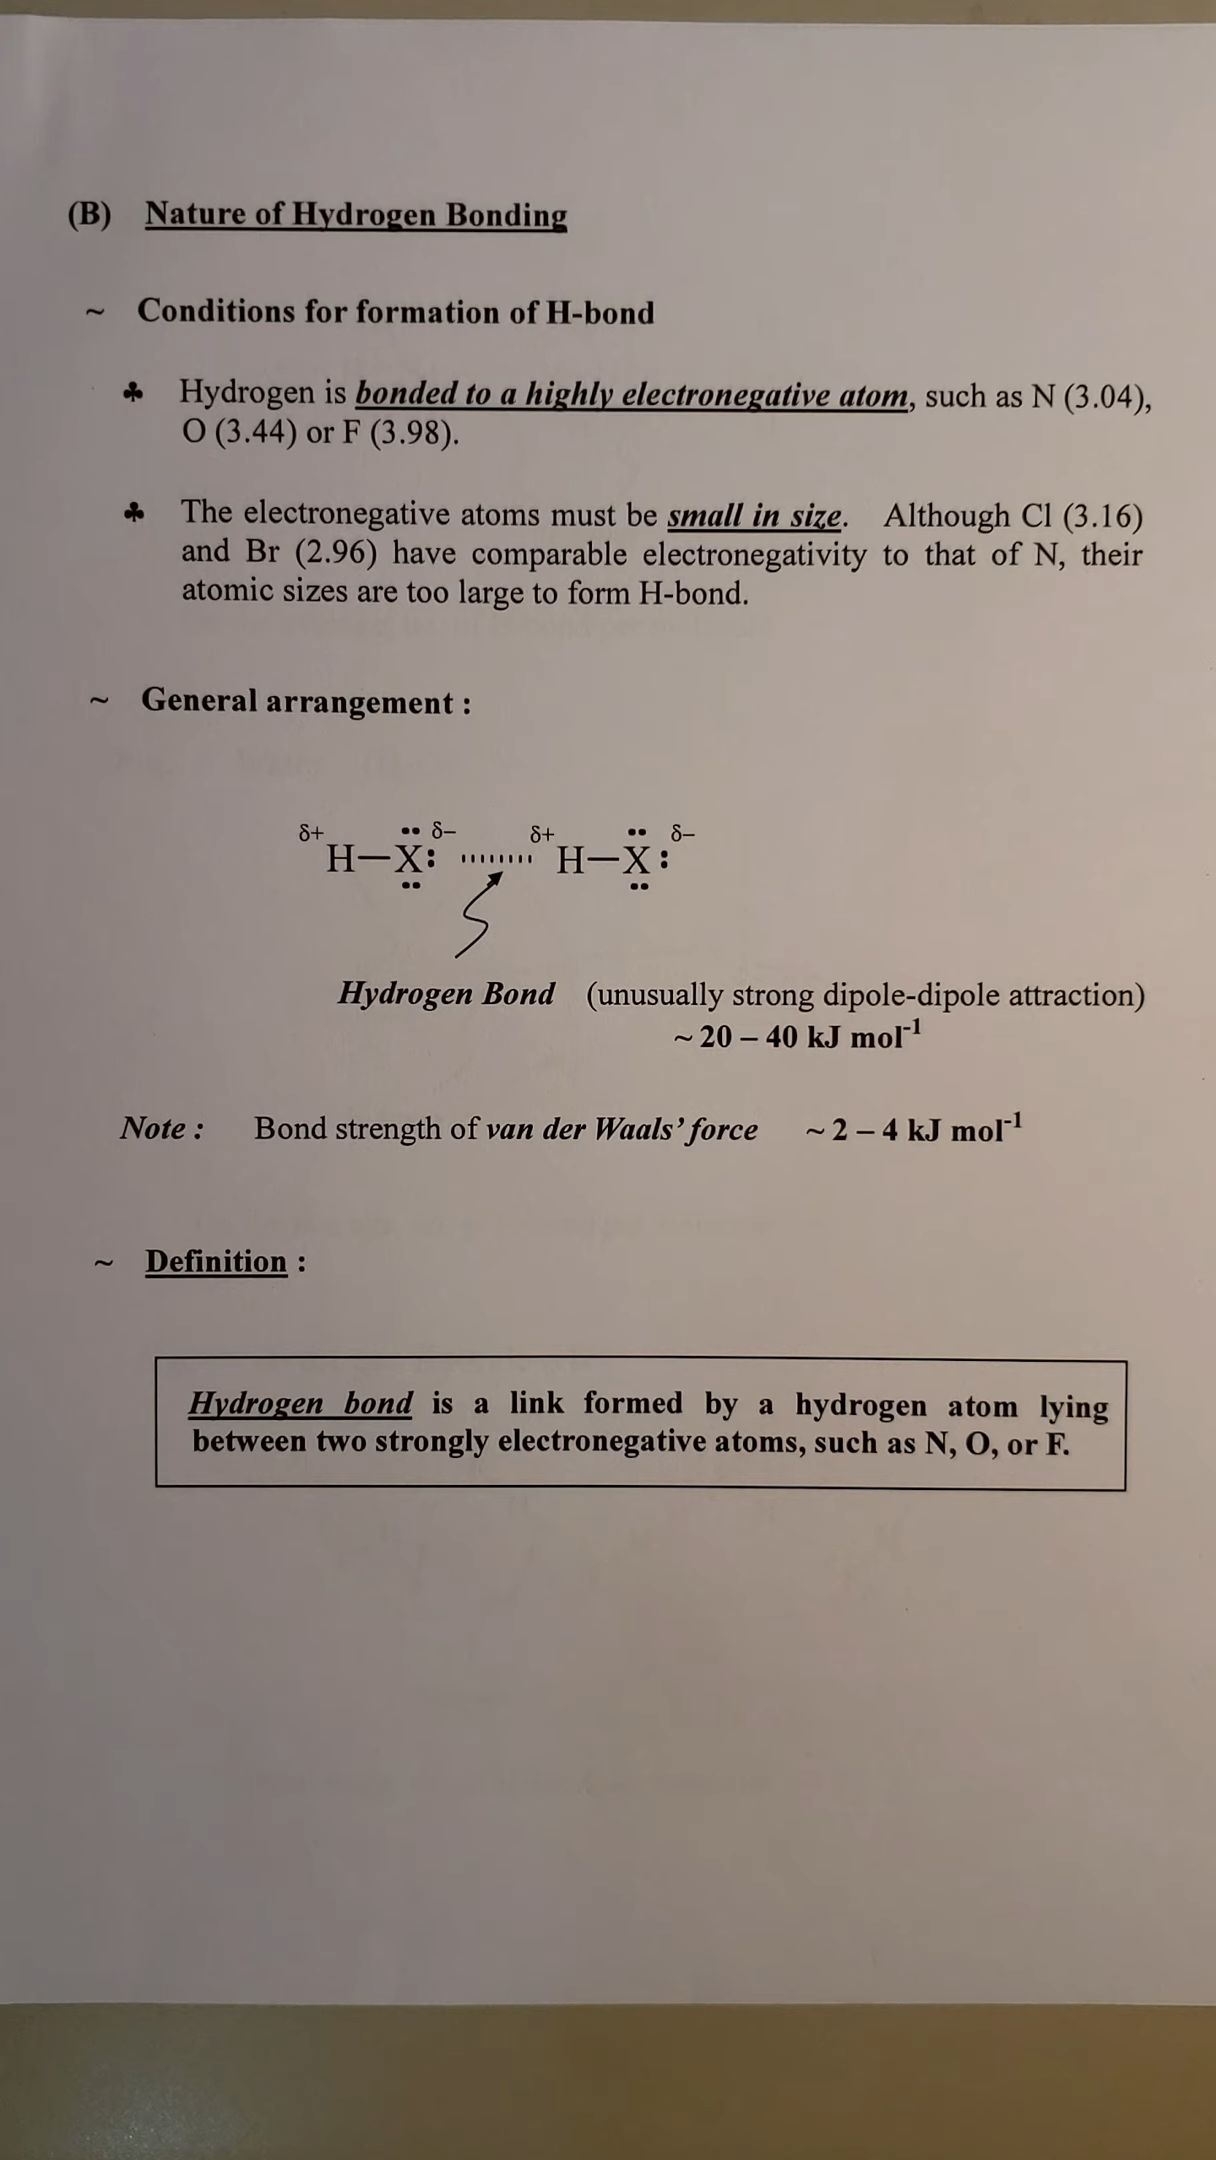 (B) Nature of Hydrogen Bonding
~ Conditions for formation of H-bond
♣ Hydrogen is bonded to a highly electronegative atom, such as N (3.04),
O (3.44) or F (3.98).
♣ The electronegative atoms must be small in size. Although Cl (3.16)
and Br (2.96) have comparable electronegativity to that of N, their
atomic sizes are too large to form H-bond.
~ General arrangement :
δ+ δ– δ+ δ–
H—X: ········ H—X:
Hydrogen Bond (unusually strong dipole-dipole attraction)
~ 20 – 40 kJ mol⁻¹
Note : Bond strength of van der Waals' force ~ 2 – 4 kJ mol⁻¹
~ Definition :
Hydrogen bond is a link formed by a hydrogen atom lying
between two strongly electronegative atoms, such as N, O, or F.